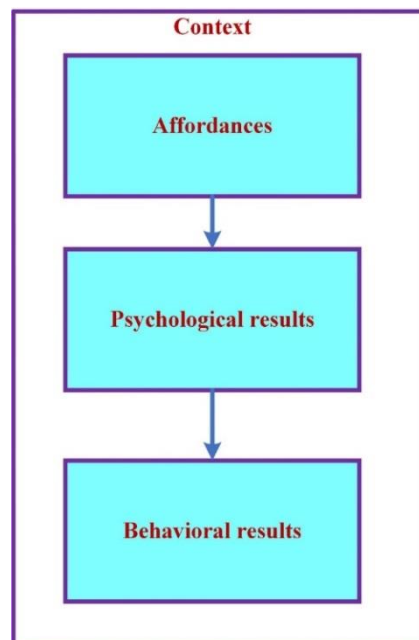 Context
Affordances
Psychological results
Behavioral results